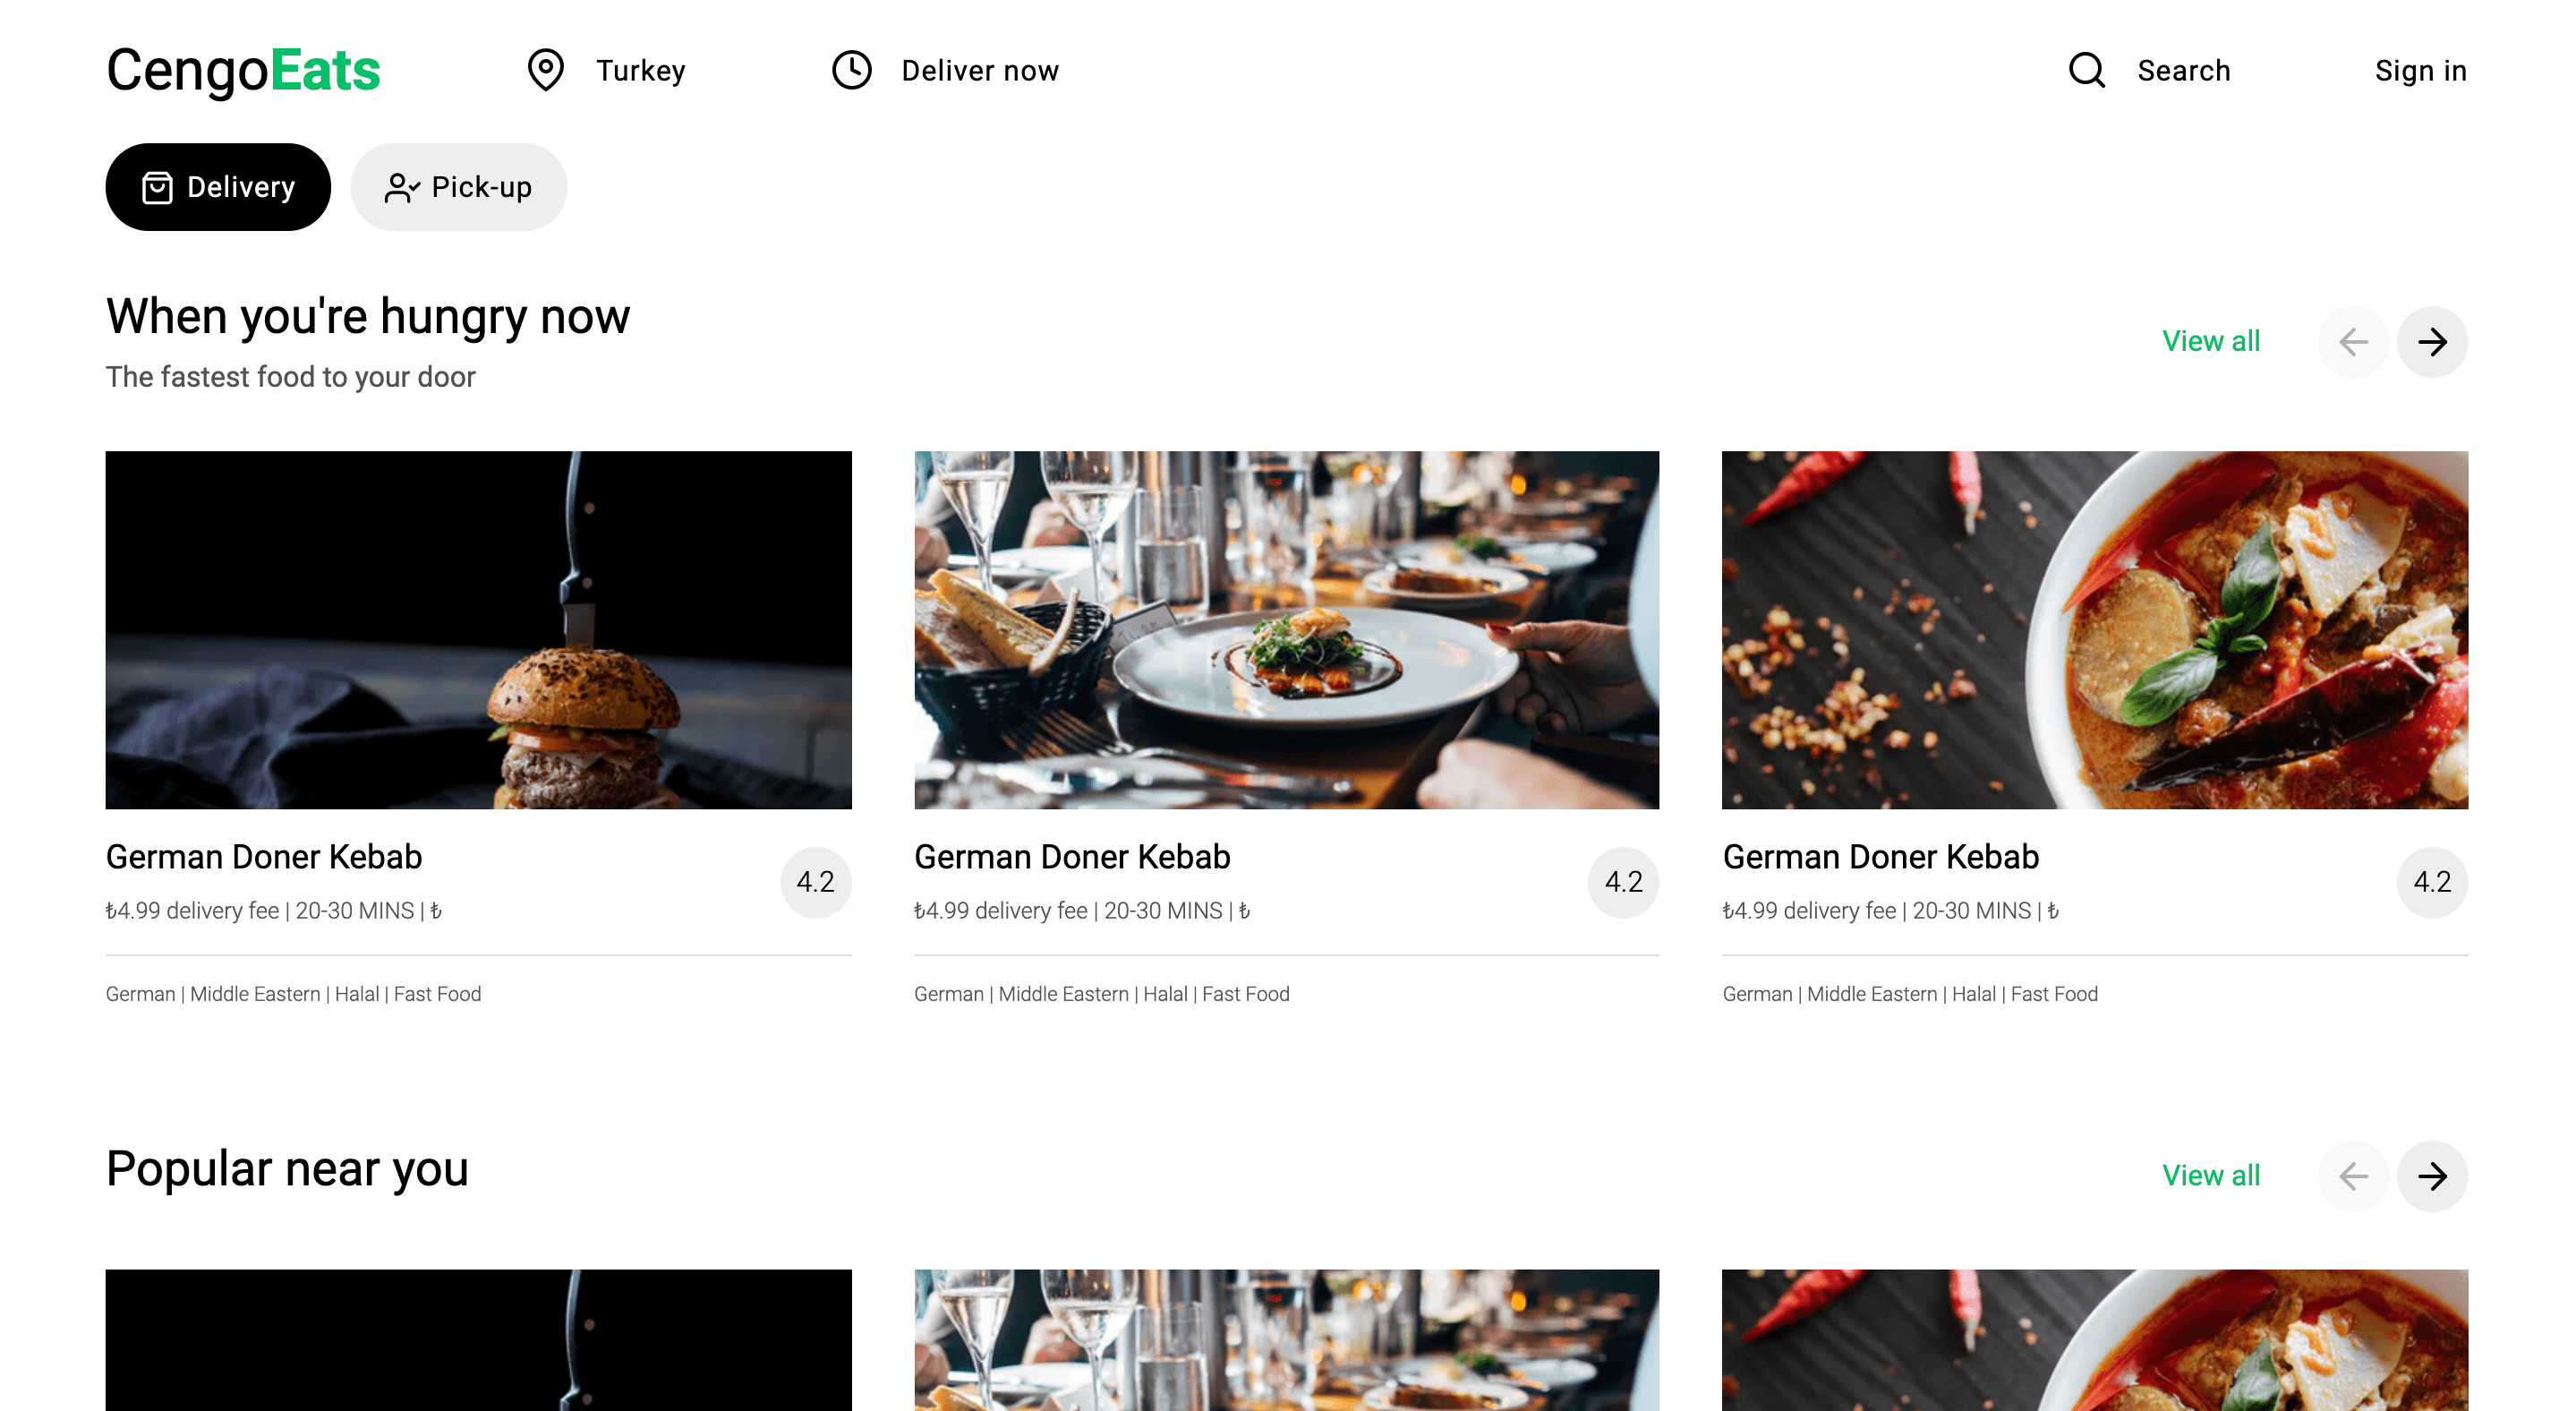 CengoEats
Turkey
Deliver now
Search
Sign in
Delivery
Pick-up
When you're hungry now
The fastest food to your door
View all
German Doner Kebab
₺4.99 delivery fee | 20-30 MINS | ₺
4.2
German | Middle Eastern | Halal | Fast Food
German Doner Kebab
₺4.99 delivery fee | 20-30 MINS | ₺
4.2
German | Middle Eastern | Halal | Fast Food
German Doner Kebab
₺4.99 delivery fee | 20-30 MINS | ₺
4.2
German | Middle Eastern | Halal | Fast Food
Popular near you
View all